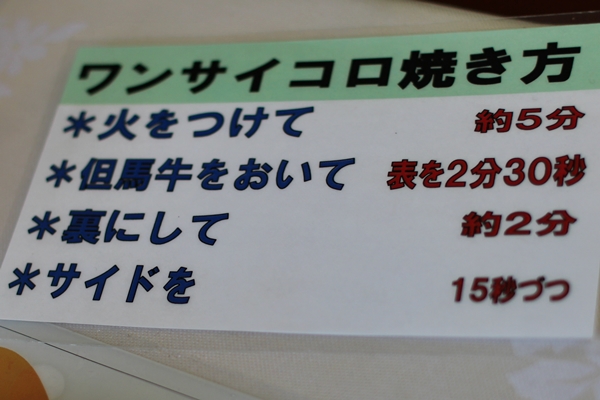 ワンサイコロ焼き方
＊火をつけて 約5分
＊但馬牛をおいて 表を2分30秒
＊裏にして 約2分
＊サイドを 15秒づつ